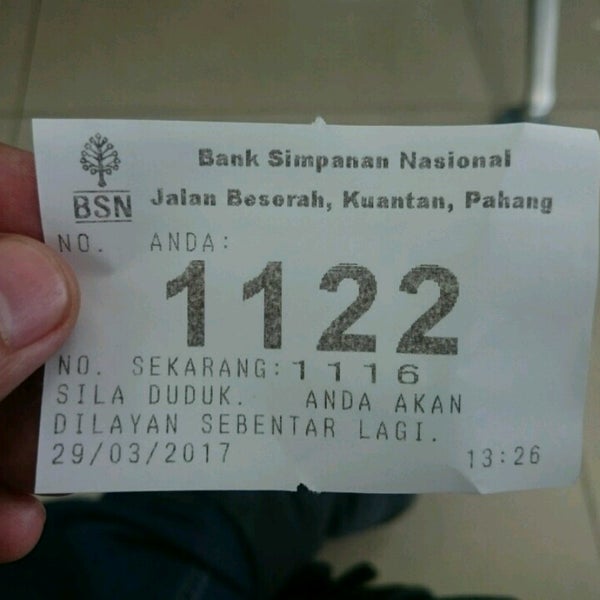 Bank Simpanan Nasional
BSN Jalan Beserah, Kuantan, Pahang
NO. ANDA:
1122
NO. SEKARANG:1116
SILA DUDUK. ANDA AKAN
DILAYAN SEBENTAR LAGI.
29/03/2017 13:26